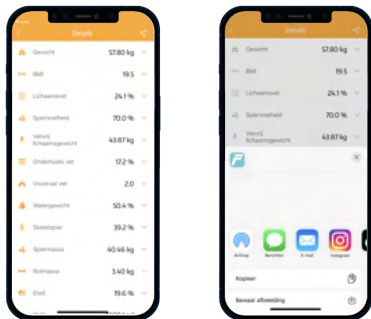 Details
Gewicht 57.80 kg
BMI 19.5
Lichaamsvet 24.1 %
Spiersnelheid 70.0 %
Vetvrij
lichaamsgewicht 43.87 kg
Onderhuids vet 17.2 %
Visceraal vet 2.0
Watergewicht 50.4 %
Skeletspier 39.2 %
Spiermassa 40.46 kg
Botmassa 3.40 kg
Eiwit 19.6 %
Details
Gewicht 57.80 kg
BMI 19.5
Lichaamsvet 24.1 %
Spiersnelheid 70.0 %
Vetvrij
lichaamsgewicht 43.87 kg
AirDrop Berichten E-mail Instagram
Kopieer
Bewaar afbeelding